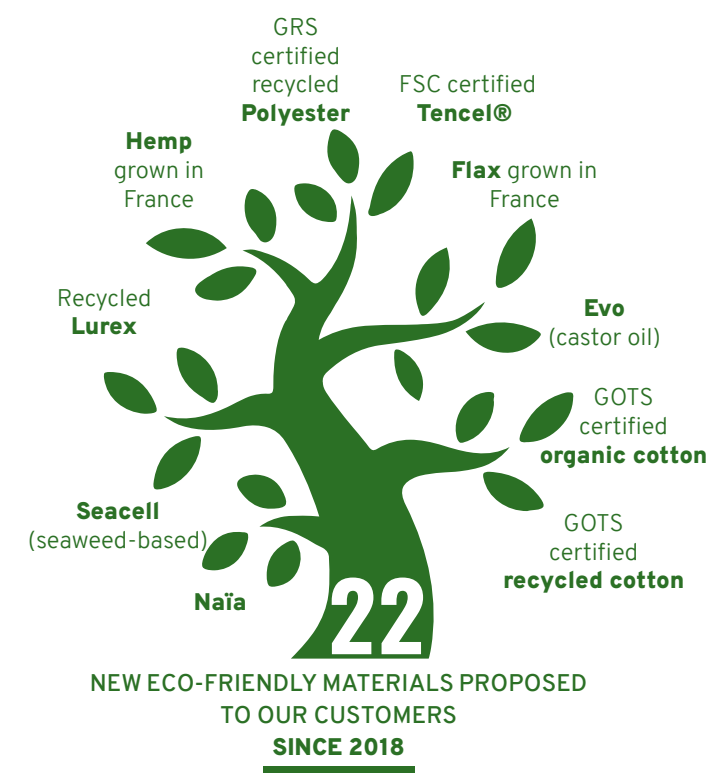 GRS
certified
recycled
Polyester
FSC certified
Tencel®
Hemp
grown in
France
Flax grown in
France
Recycled
Lurex
Evo
(castor oil)
GOTS
certified
organic cotton
Seacell
(seaweed-based)
GOTS
certified
recycled cotton
Naïa
22
NEW ECO-FRIENDLY MATERIALS PROPOSED
TO OUR CUSTOMERS
SINCE 2018